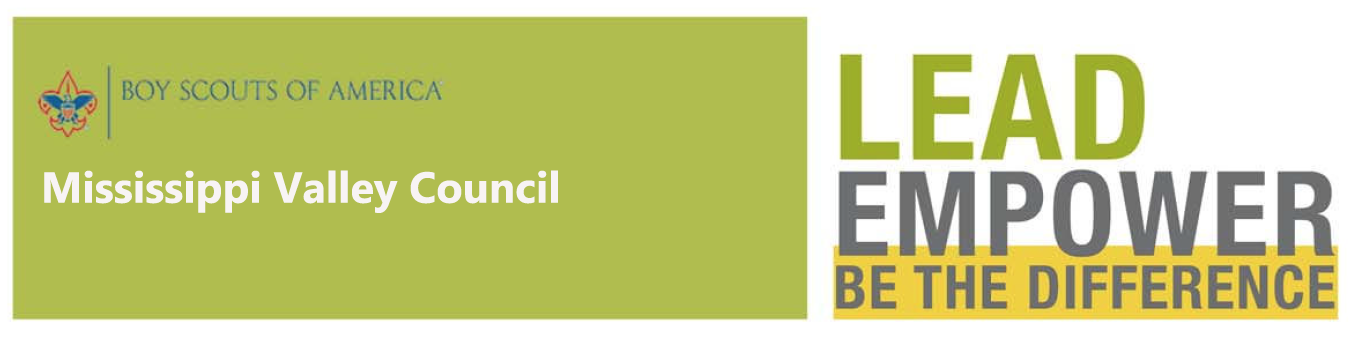 BOY SCOUTS OF AMERICA
Mississippi Valley Council
LEAD
EMPOWER
BE THE DIFFERENCE